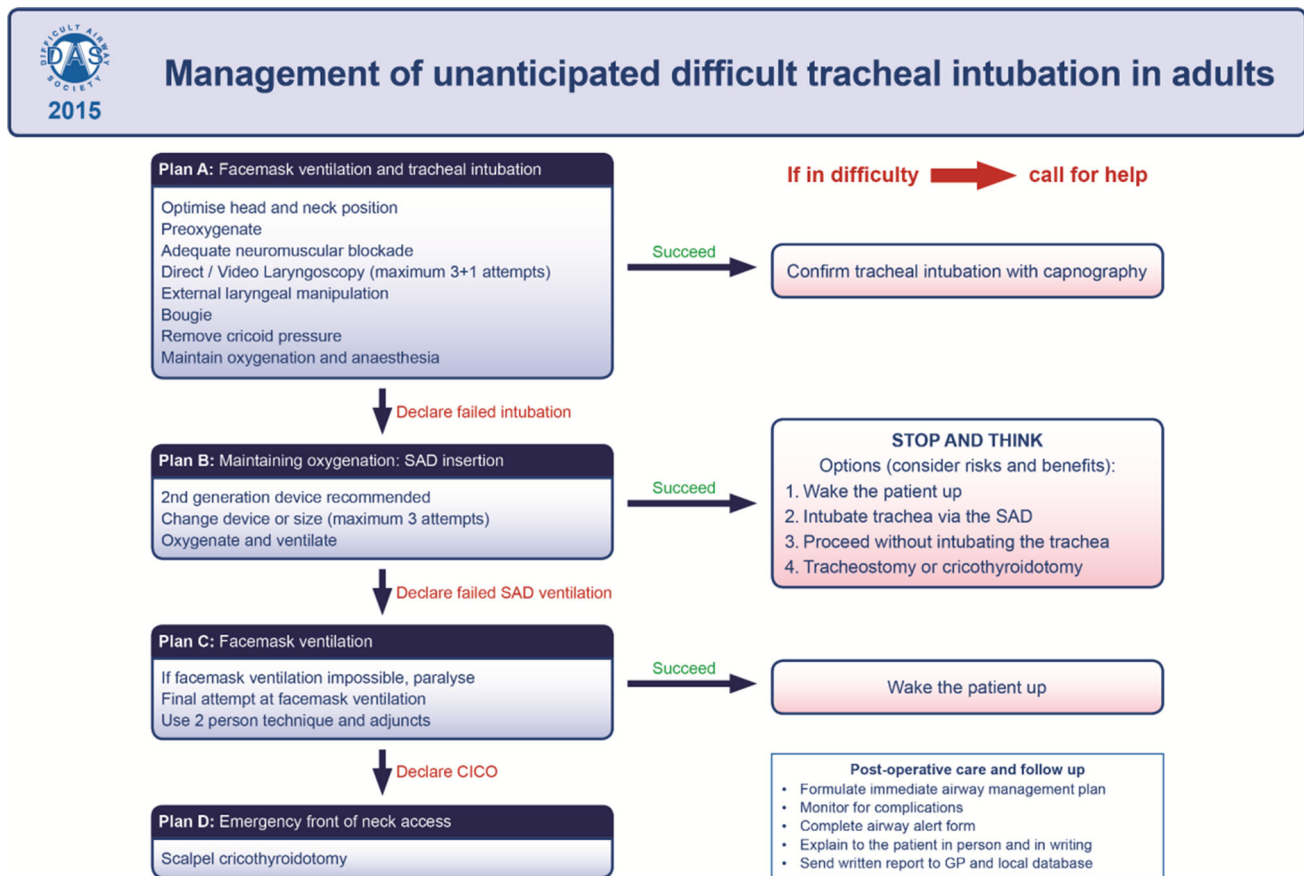 DIFFICULT AIRWAY SOCIETY
DAS
2015
Management of unanticipated difficult tracheal intubation in adults
Plan A: Facemask ventilation and tracheal intubation
Optimise head and neck position
Preoxygenate
Adequate neuromuscular blockade
Direct / Video Laryngoscopy (maximum 3+1 attempts)
External laryngeal manipulation
Bougie
Remove cricoid pressure
Maintain oxygenation and anaesthesia
If in difficulty call for help
Succeed
Confirm tracheal intubation with capnography
Declare failed intubation
Plan B: Maintaining oxygenation: SAD insertion
2nd generation device recommended
Change device or size (maximum 3 attempts)
Oxygenate and ventilate
Succeed
STOP AND THINK
Options (consider risks and benefits):
1. Wake the patient up
2. Intubate trachea via the SAD
3. Proceed without intubating the trachea
4. Tracheostomy or cricothyroidotomy
Declare failed SAD ventilation
Plan C: Facemask ventilation
If facemask ventilation impossible, paralyse
Final attempt at facemask ventilation
Use 2 person technique and adjuncts
Succeed
Wake the patient up
Declare CICO
Plan D: Emergency front of neck access
Scalpel cricothyroidotomy
Post-operative care and follow up
• Formulate immediate airway management plan
• Monitor for complications
• Complete airway alert form
• Explain to the patient in person and in writing
• Send written report to GP and local database